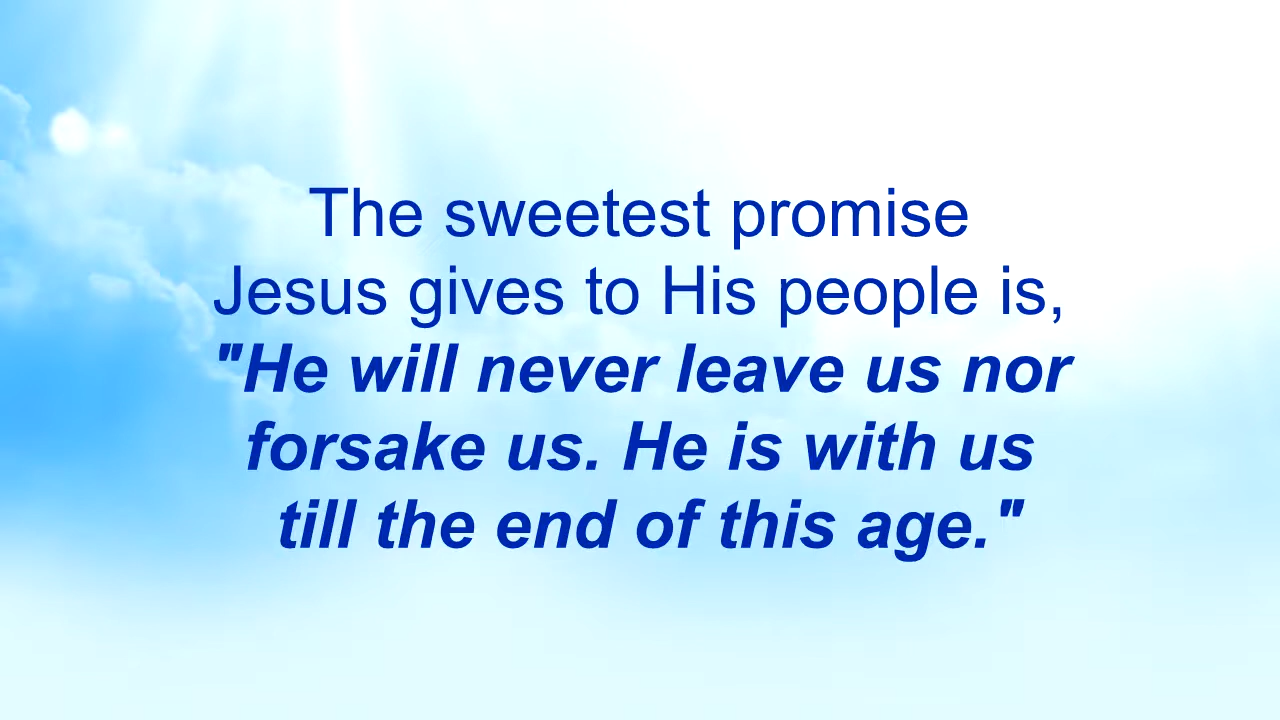 The sweetest promise
Jesus gives to His people is,
"He will never leave us nor
forsake us. He is with us
till the end of this age."